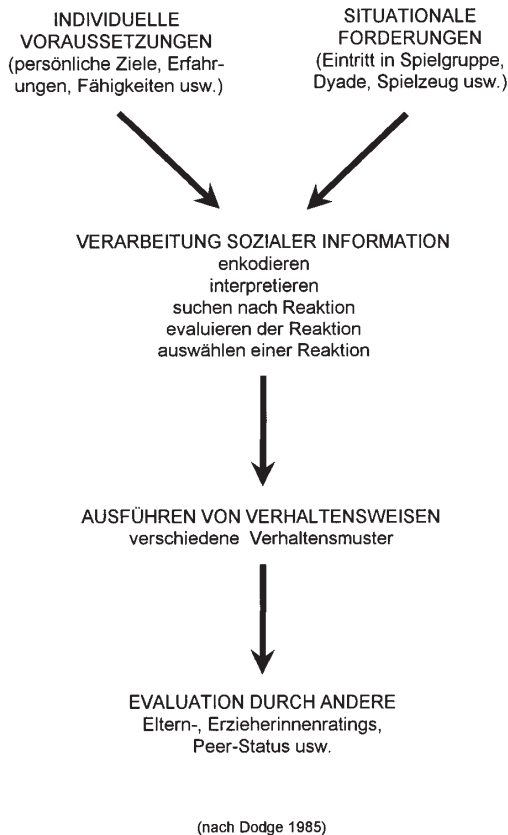 INDIVIDUELLE
VORAUSSETZUNGEN
(persönliche Ziele, Erfahr-
ungen, Fähigkeiten usw.)
SITUATIONALE
FORDERUNGEN
(Eintritt in Spielgruppe,
Dyade, Spielzeug usw.)
VERARBEITUNG SOZIALER INFORMATION
enkodieren
interpretieren
suchen nach Reaktion
evaluieren der Reaktion
auswählen einer Reaktion
AUSFÜHREN VON VERHALTENSWEISEN
verschiedene Verhaltensmuster
EVALUATION DURCH ANDERE
Eltern-, Erzieherinnenratings,
Peer-Status usw.
(nach Dodge 1985)